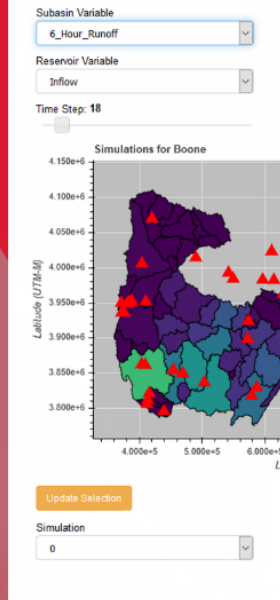 Subasin Variable
6_Hour_Runoff
Reservoir Variable
Inflow
Time Step: 18
Simulations for Boone
4.150e+6
4.100e+6
4.050e+6
4.000e+6
3.950e+6
3.900e+6
3.850e+6
3.800e+6
Latitude (UTM-M)
4.000e+5 5.000e+5 6.000e+5
L
Update Selection
Simulation
0